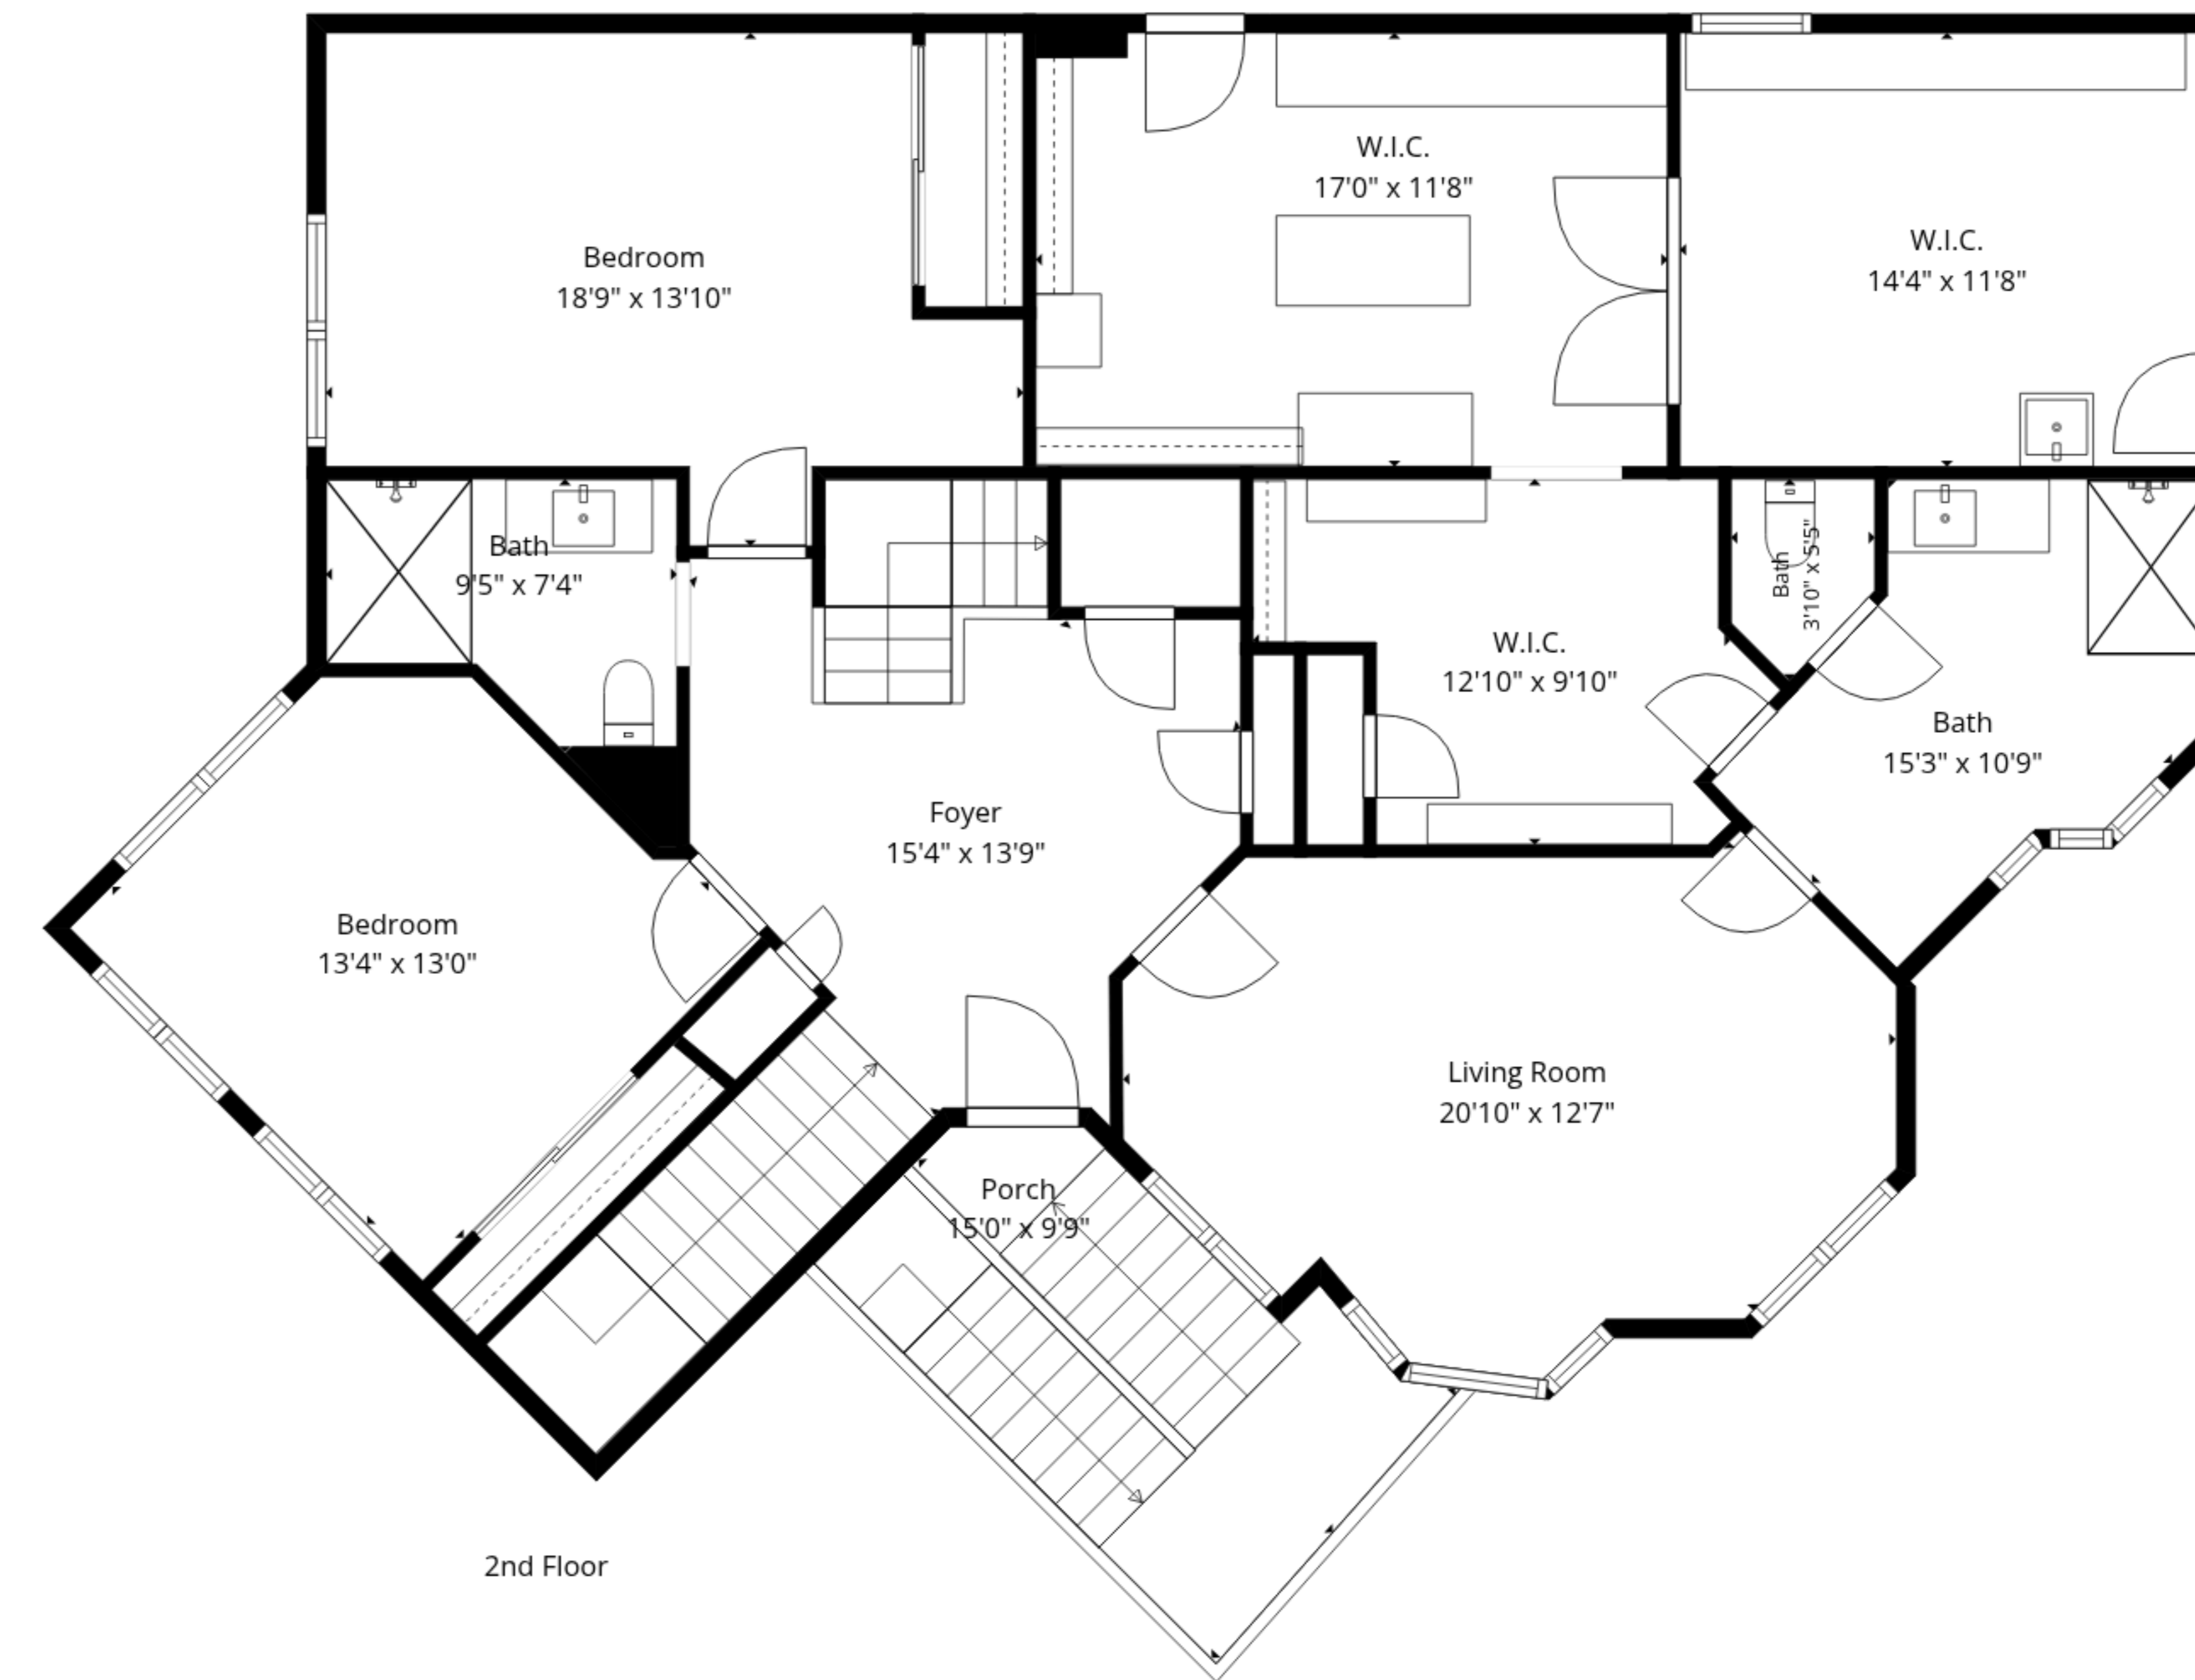 W.I.C.
17'0" x 11'8"
W.I.C.
14'4" x 11'8"
Bedroom
18'9" x 13'10"
Bath
9'5" x 7'4"
Bath
3'10" x 5'5"
W.I.C.
12'10" x 9'10"
Bath
15'3" x 10'9"
Foyer
15'4" x 13'9"
Bedroom
13'4" x 13'0"
Living Room
20'10" x 12'7"
Porch
15'0" x 9'9"
2nd Floor